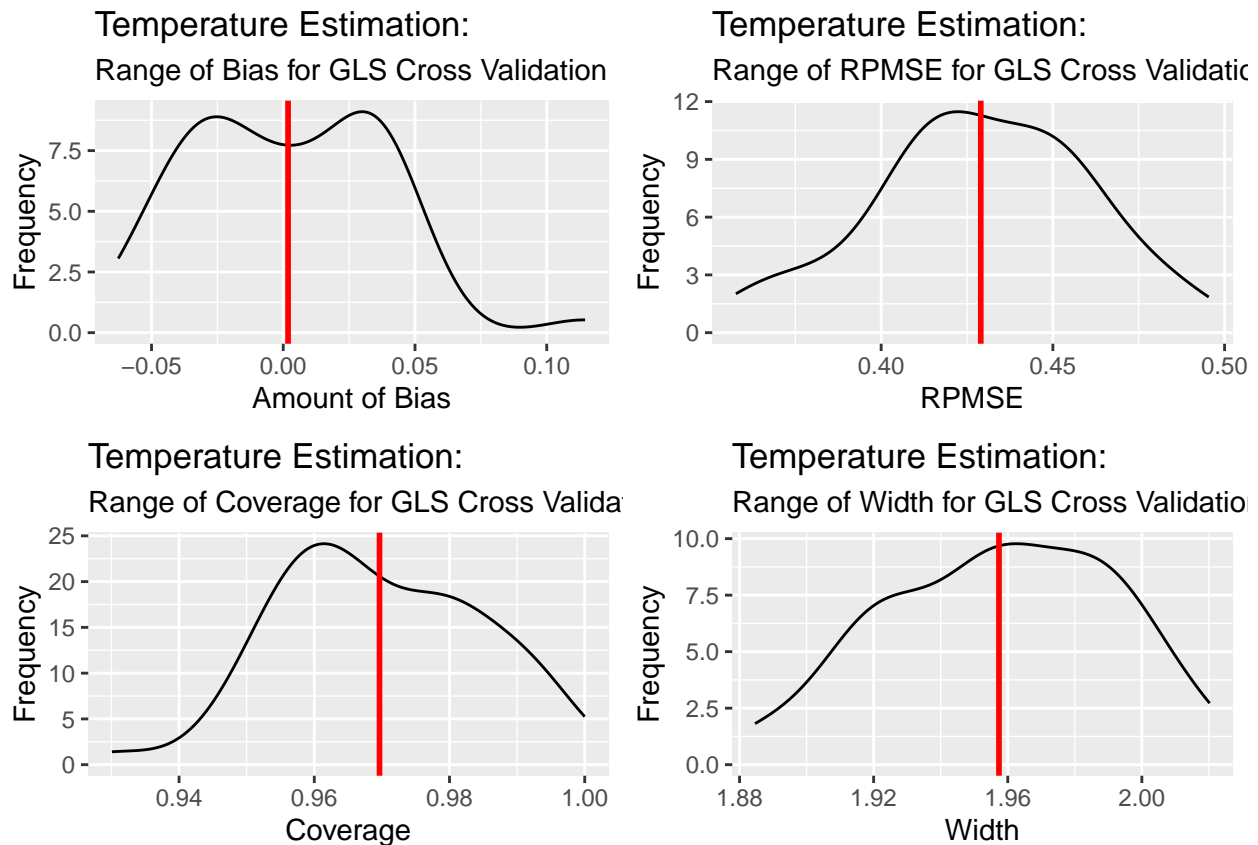 Temperature Estimation:
Range of Bias for GLS Cross Validation
Frequency
7.5
5.0
2.5
0.0
−0.05
0.00
0.05
0.10
Amount of Bias
Temperature Estimation:
Range of RPMSE for GLS Cross Validatio
Frequency
12
9
6
3
0
0.40
0.45
0.50
RPMSE
Temperature Estimation:
Range of Coverage for GLS Cross Valida
Frequency
25
20
15
10
5
0
0.94
0.96
0.98
1.00
Coverage
Temperature Estimation:
Range of Width for GLS Cross Validation
Frequency
10.0
7.5
5.0
2.5
0.0
1.88
1.92
1.96
2.00
Width